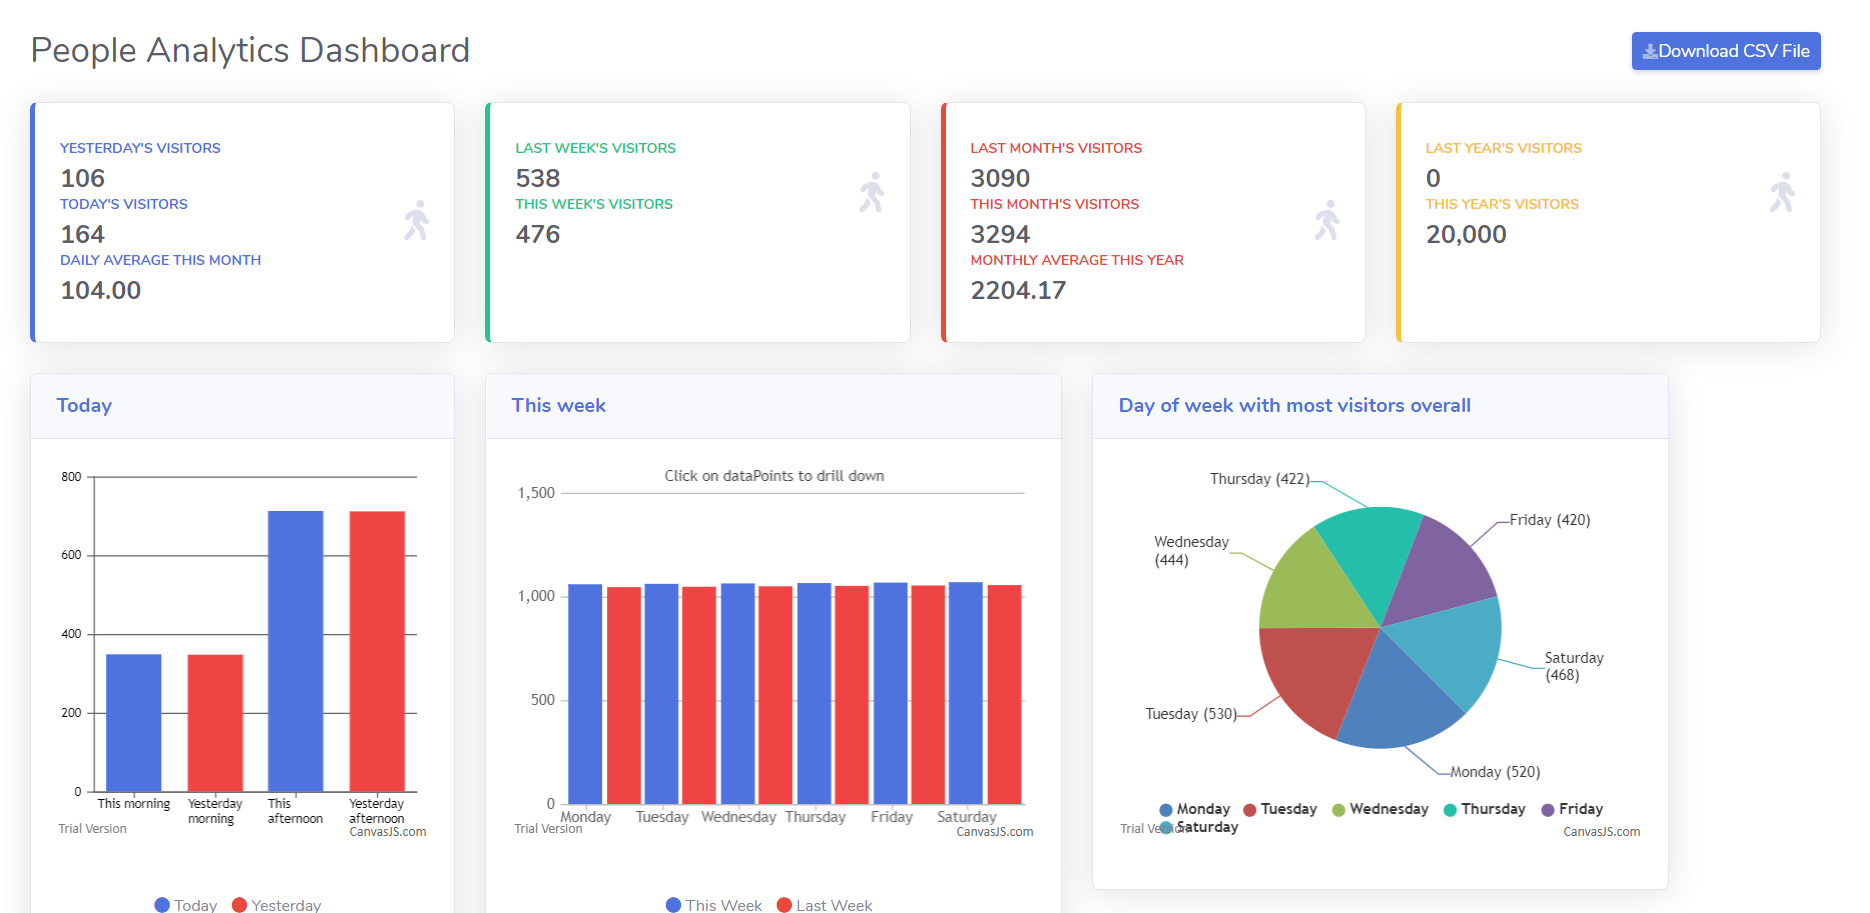 People Analytics Dashboard
Download CSV File
YESTERDAY'S VISITORS
106
TODAY'S VISITORS
164
DAILY AVERAGE THIS MONTH
104.00
LAST WEEK'S VISITORS
538
THIS WEEK'S VISITORS
476
LAST MONTH'S VISITORS
3090
THIS MONTH'S VISITORS
3294
MONTHLY AVERAGE THIS YEAR
2204.17
LAST YEAR'S VISITORS
0
THIS YEAR'S VISITORS
20,000
Today
800
600
400
200
0
This morning
Yesterday
morning
This
afternoon
Yesterday
afternoon
Trial Version
CanvasJS.com
Today
Yesterday
This week
Click on dataPoints to drill down
1,500
1,000
500
0
Monday
Tuesday
Wednesday
Thursday
Friday
Saturday
Trial Version
CanvasJS.com
This Week
Last Week
Day of week with most visitors overall
Thursday (422)
Friday (420)
Wednesday
(444)
Saturday
(468)
Tuesday (530)
Monday (520)
Monday Tuesday Wednesday Thursday Friday
Saturday
Trial Version
CanvasJS.com